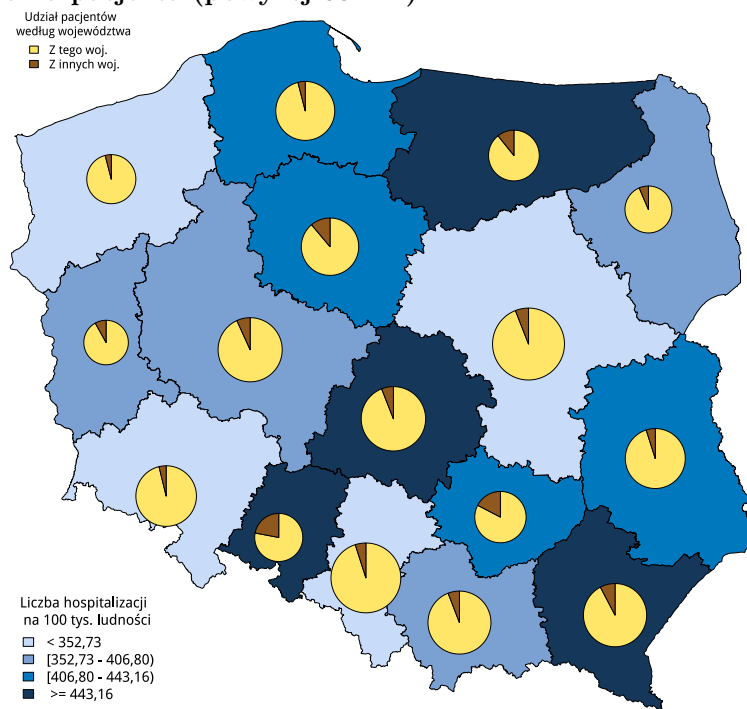 Udział pacjentów
według województwa
Z tego woj.
Z innych woj.
Liczba hospitalizacji
na 100 tys. ludności
< 352,73
[352,73 - 406,80)
[406,80 - 443,16)
>= 443,16